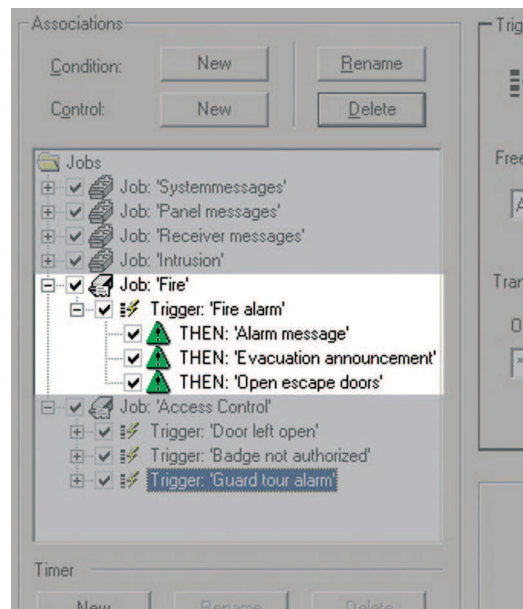 Associations
Trig
Condition:
New
Rename
Control:
New
Delete
Jobs
Job: 'Systemmessages'
Job: 'Panel messages'
Job: 'Receiver messages'
Job: 'Intrusion'
Job: 'Fire'
Trigger: 'Fire alarm'
THEN: 'Alarm message'
THEN: 'Evacuation announcement'
THEN: 'Open escape doors'
Job: 'Access Control'
Trigger: 'Door left open'
Trigger: 'Badge not authorized'
Trigger: 'Guard tour alarm'
Free
A
Tran
O
Timer
New
Rename
Delete